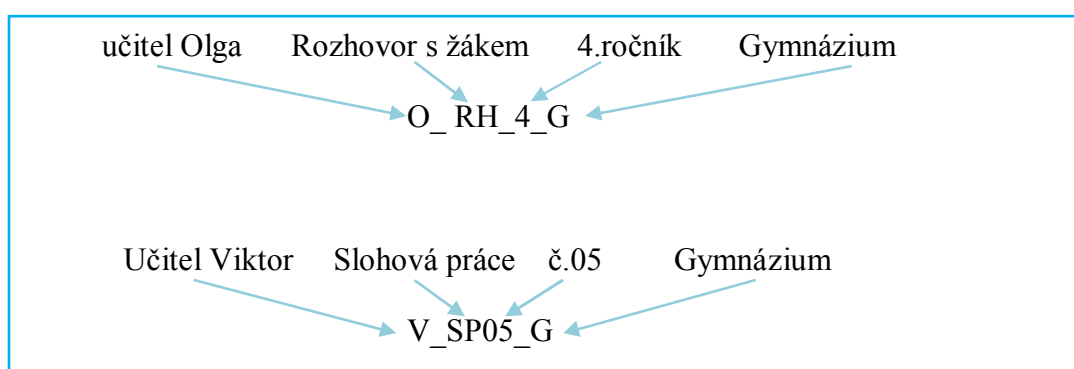 učitel Olga Rozhovor s žákem 4.ročník Gymnázium
O_ RH_4_G
Učitel Viktor Slohová práce č.05 Gymnázium
V_SP05_G